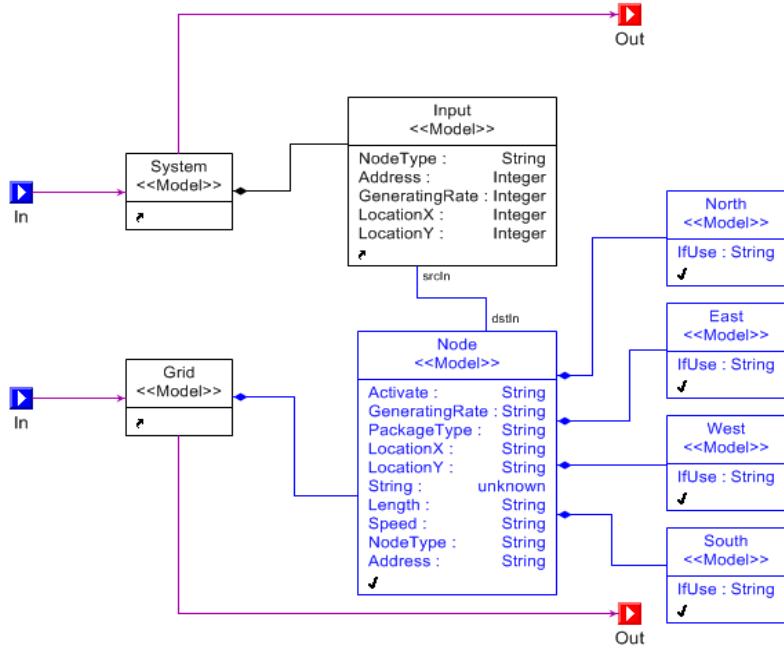 Out
Input
<<Model>>
NodeType : String
Address : Integer
GeneratingRate : Integer
LocationX : Integer
LocationY : Integer
System
<<Model>>
In
North
<<Model>>
IfUse : String
srcIn
dstIn
Node
<<Model>>
Activate : String
GeneratingRate : String
PackageType : String
LocationX : String
LocationY : String
String : unknown
Length : String
Speed : String
NodeType : String
Address : String
East
<<Model>>
IfUse : String
Grid
<<Model>>
In
West
<<Model>>
IfUse : String
South
<<Model>>
IfUse : String
Out